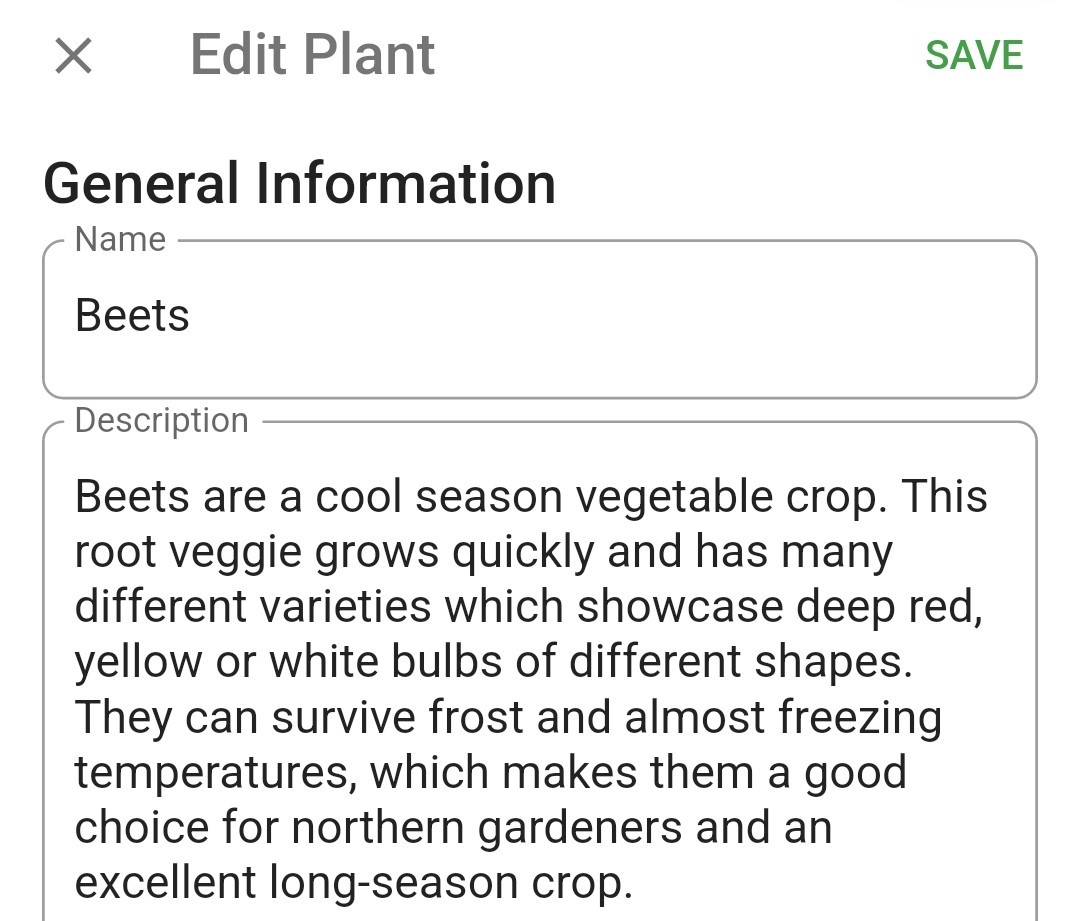 Edit Plant
SAVE
General Information
Name
Beets
Description
Beets are a cool season vegetable crop. This
root veggie grows quickly and has many
different varieties which showcase deep red,
yellow or white bulbs of different shapes.
They can survive frost and almost freezing
temperatures, which makes them a good
choice for northern gardeners and an
excellent long-season crop.